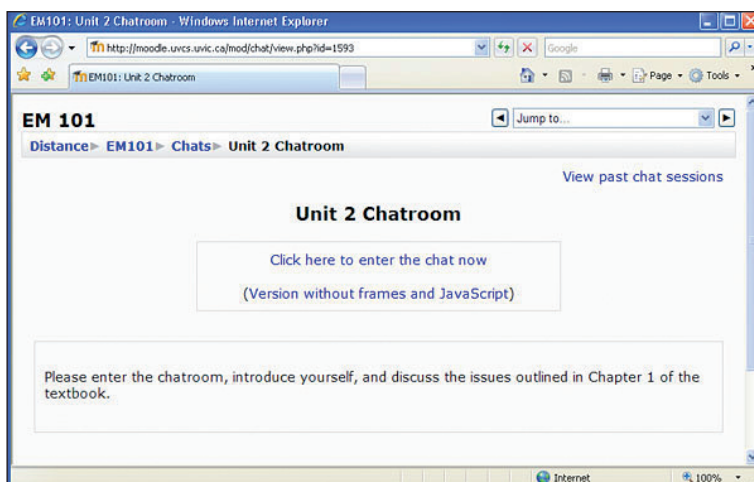 EM101: Unit 2 Chatroom - Windows Internet Explorer
http://moodle.uvcs.uvic.ca/mod/chat/view.php?id=1593
Google
EM101: Unit 2 Chatroom
Page
Tools
EM 101
Jump to...
Distance► EM101► Chats► Unit 2 Chatroom
View past chat sessions
Unit 2 Chatroom
Click here to enter the chat now
(Version without frames and JavaScript)
Please enter the chatroom, introduce yourself, and discuss the issues outlined in Chapter 1 of the
textbook.
Internet
100%